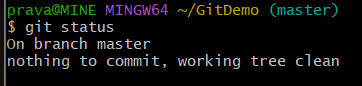 prava@MINE MINGW64 ~/GitDemo (master)
$ git status
On branch master
nothing to commit, working tree clean